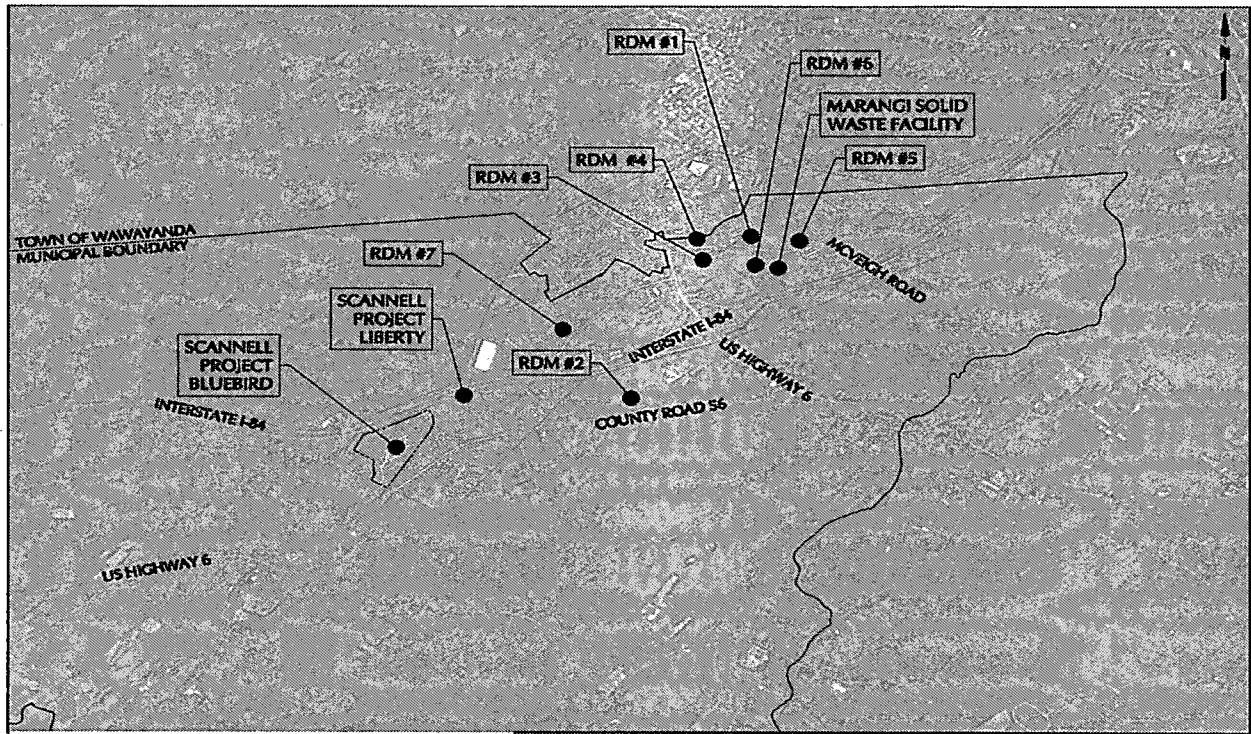 RDM #1
N
RDM #6
MARANGI SOLID
WASTE FACILITY
RDM #4
RDM #5
RDM #3
TOWN OF WAWAYANDA
MUNICIPAL BOUNDARY
RDM #7
MCVEIGH ROAD
SCANNELL
PROJECT
LIBERTY
INTERSTATE I-84
SCANNELL
PROJECT
BLUEBIRD
RDM #2
US HIGHWAY 6
INTERSTATE I-84
COUNTY ROAD 56
US HIGHWAY 6